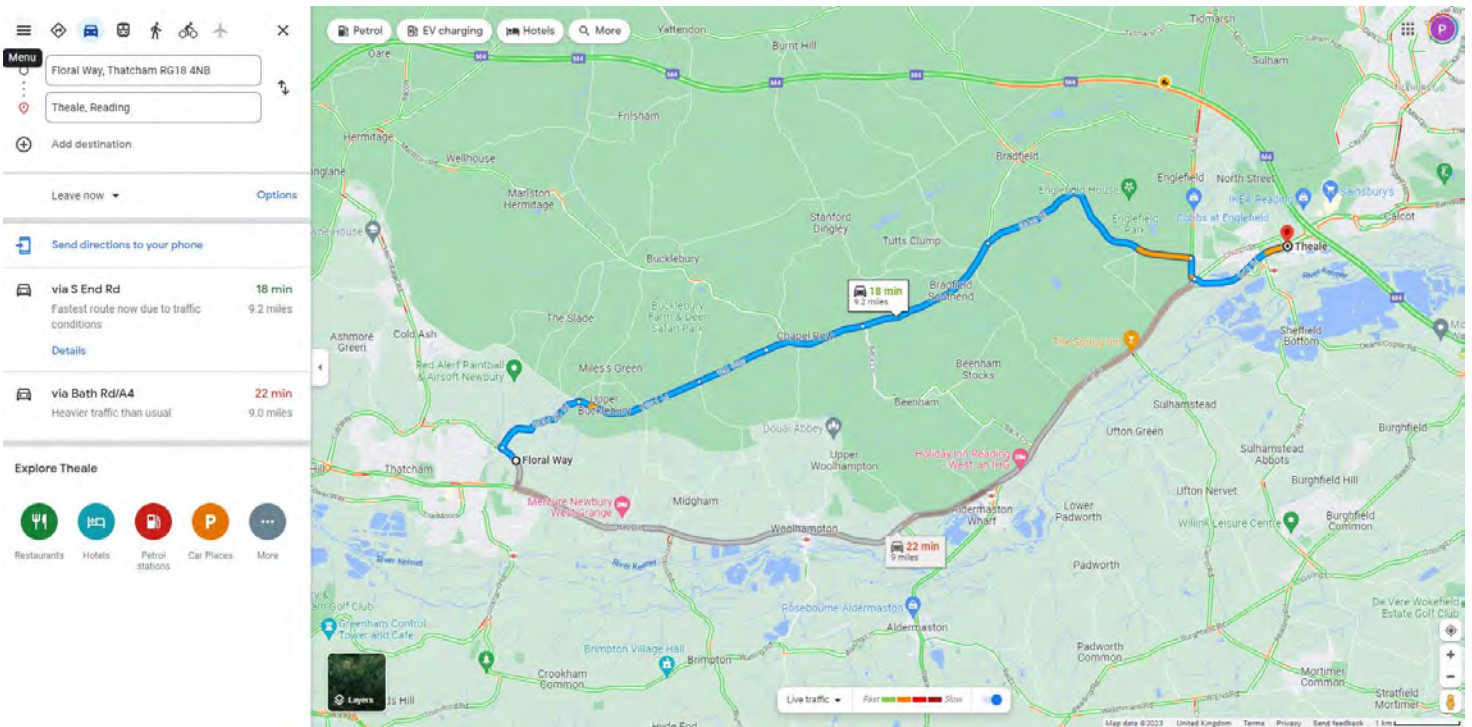 Menu
Floral Way, Thatcham RG18 4NB
Theale, Reading
Add destination
Leave now
Options
Send directions to your phone
via S End Rd
18 min
Fastest route now due to traffic
9.2 miles
conditions
Details
via Bath Rd/A4
22 min
Heavier traffic than usual
9.0 miles
Explore Theale
Restaurants
Hotels
Petrol
stations
Car Places
More
Petrol
EV charging
Hotels
More
P
Yattendon
Burnt Hill
Tidmarsh
Sulham
Oare
M4
M4
M4
M4
M4
M4
M4
Frilsham
Hermitage
Wellhouse
Bradfield
Marlston
Hermitage
Englefield House
Englefield
North Street
Sainsbury's
IKEA Reading
Cobbs at Englefield
Englefield
Park
Calcot
Stanford
Dingley
Tutts Clump
Theale
Bucklebury
River Kennet
18 min
9.2 miles
Bradfield
Southend
Bucklebury
Farm & Deer
Safari Park
The Slade
Chapel Row
Sheffield
Bottom
Ashmore
Green
Cold Ash
The Spring Inn
Red Alert Paintball
& Airsoft Newbury
Miles's Green
Beenham
Stocks
Upper
Bucklebury
Beenham
Sulhamstead
Douai Abbey
Ufton Green
Burghfield
Floral Way
Thatcham
Upper
Woolhampton
Holiday Inn Reading
West, an IHG
Sulhamstead
Abbots
Burghfield Hill
Mercure Newbury
West Grange
Midgham
Lower
Padworth
Ufton Nervet
Aldermaston
Wharf
Willink Leisure Centre
Burghfield
Common
Woolhampton
22 min
9 miles
River Kennet
River Kennet
Padworth
Rosebourne Aldermaston
De Vere Wokefield
Estate Golf Club
Greenham Control
Tower and Cafe
Aldermaston
Brimpton Village Hall
Brimpton
Padworth
Common
Crookham
Common
Mortimer
Common
Stratfield
Mortimer
Layers
Live traffic
Fast
Slow
Hyde End
Map data ©2023
United Kingdom
Terms
Privacy
Send feedback
1 km